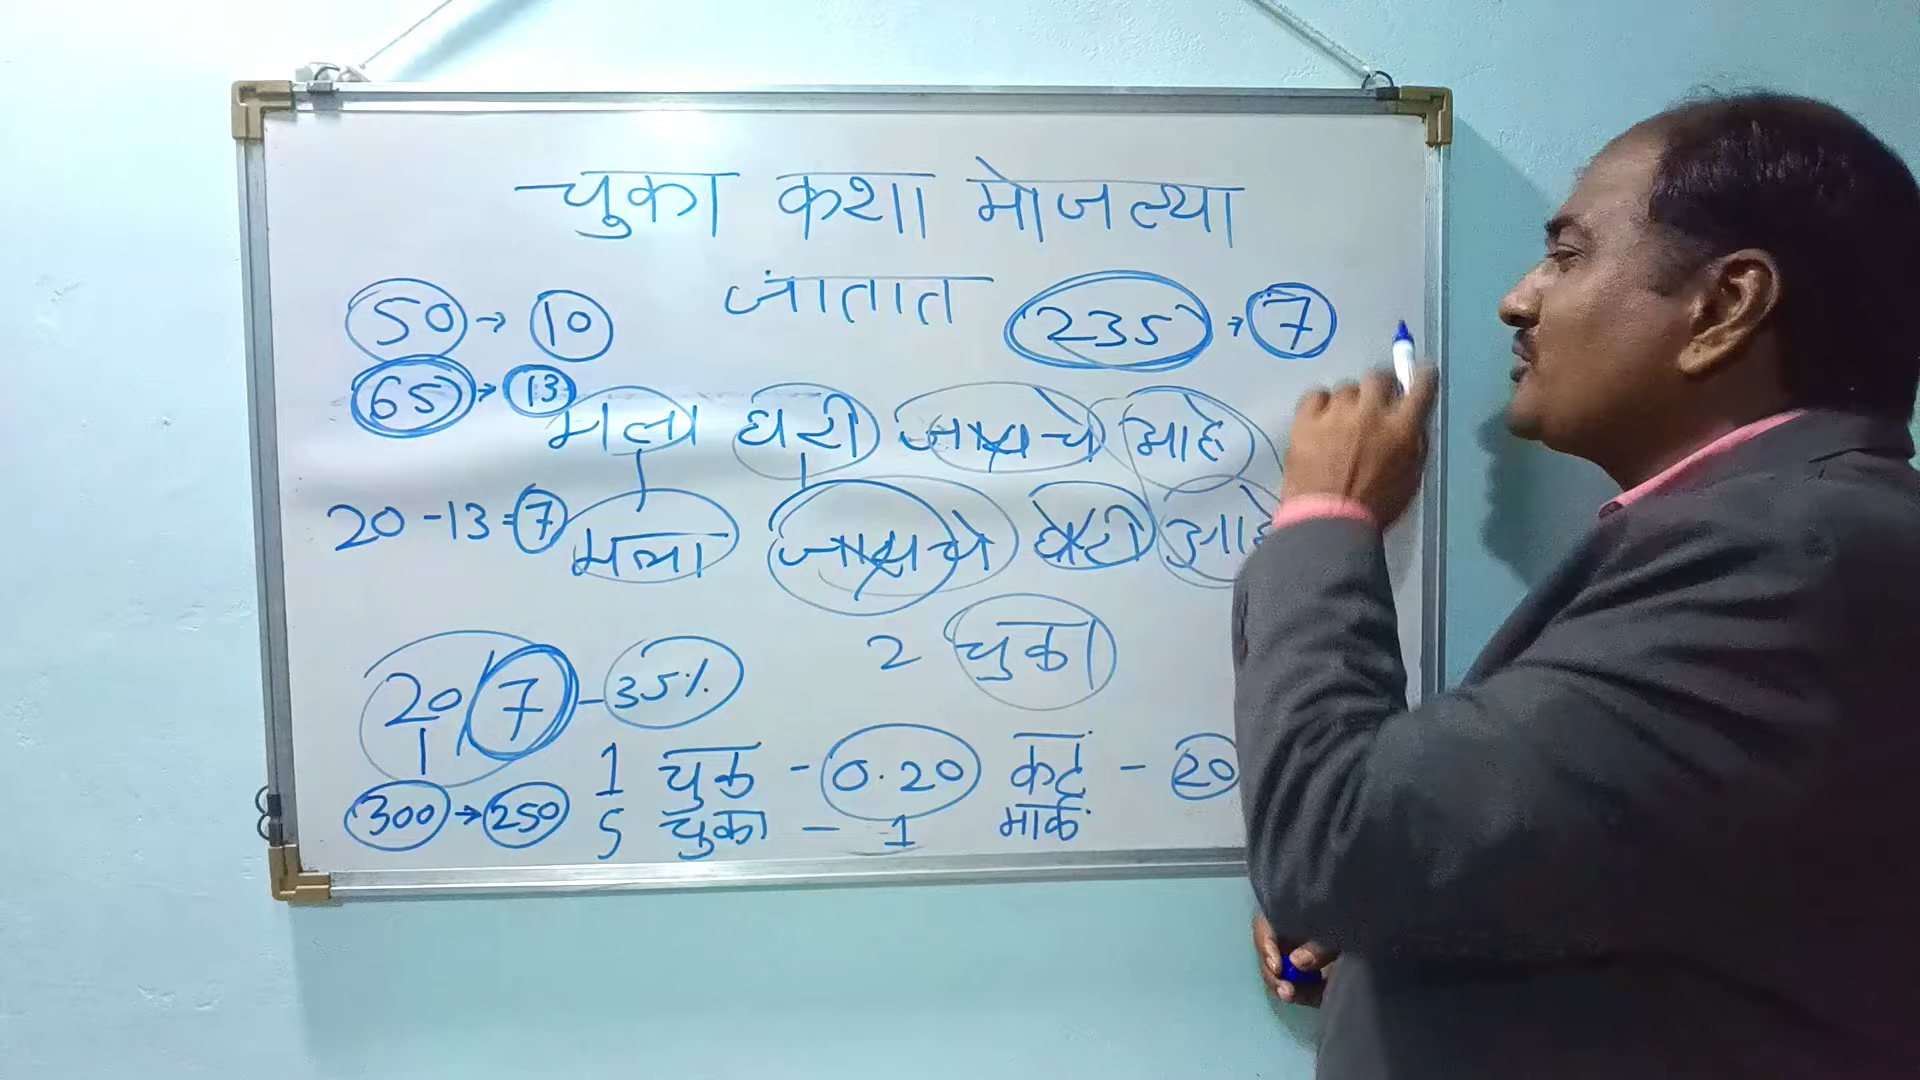 चुका कशा मोजल्या
जातात
50 → 10
235 → 7
65 → 13
मला घरी जायचे आहे
20 - 13 = 7
मला जायचे घरी आहे
2 चुका
20/7 - 35%
1 चुक - 0.20 कट - 20
300 → 250
5 चुका - 1 मार्क